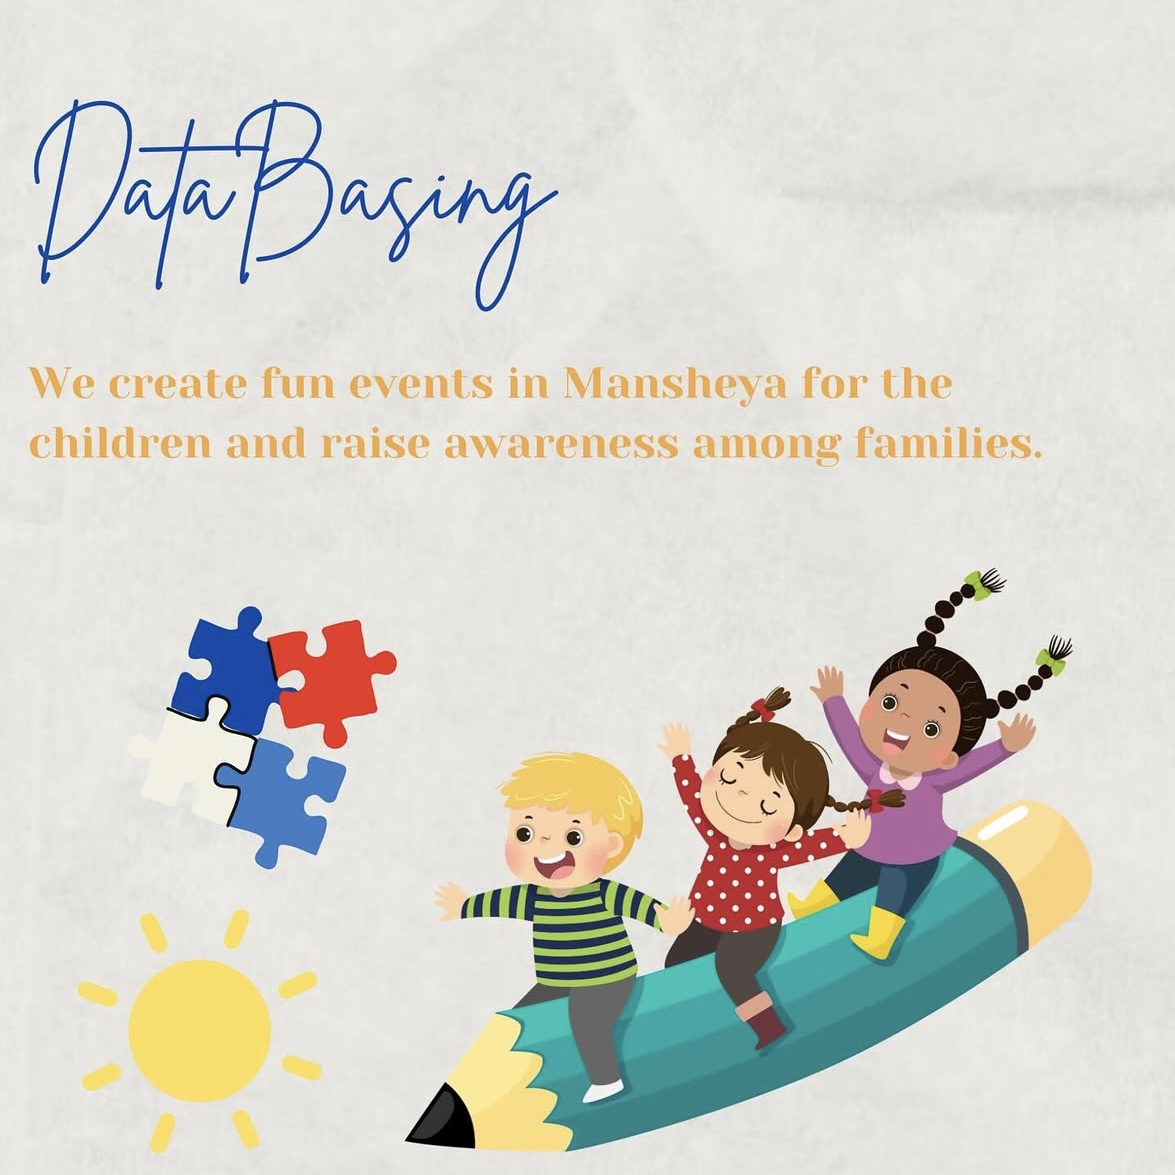 DataBasing
We create fun events in Mansheya for the
children and raise awareness among families.